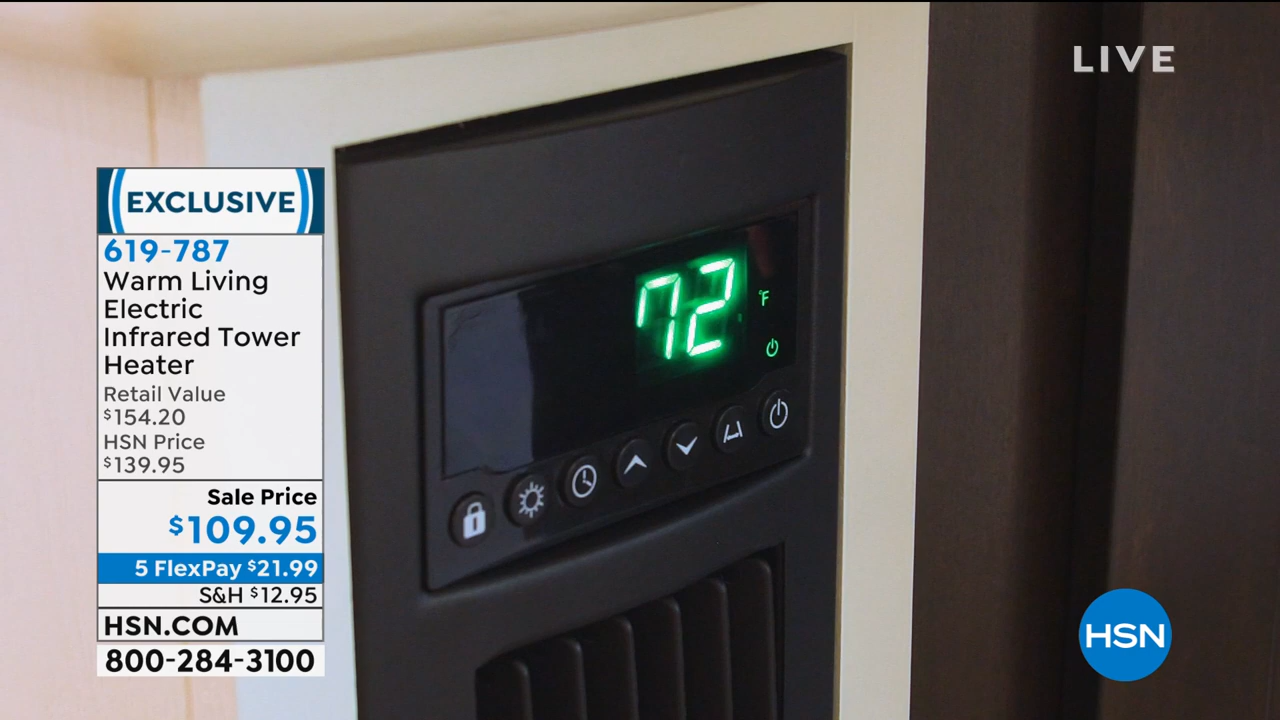 LIVE
EXCLUSIVE
619-787
Warm Living
Electric
Infrared Tower
Heater
Retail Value
$154.20
HSN Price
$139.95
Sale Price
$109.95
5 FlexPay $21.99
S&H $12.95
HSN.COM
800-284-3100
72
°F
HSN